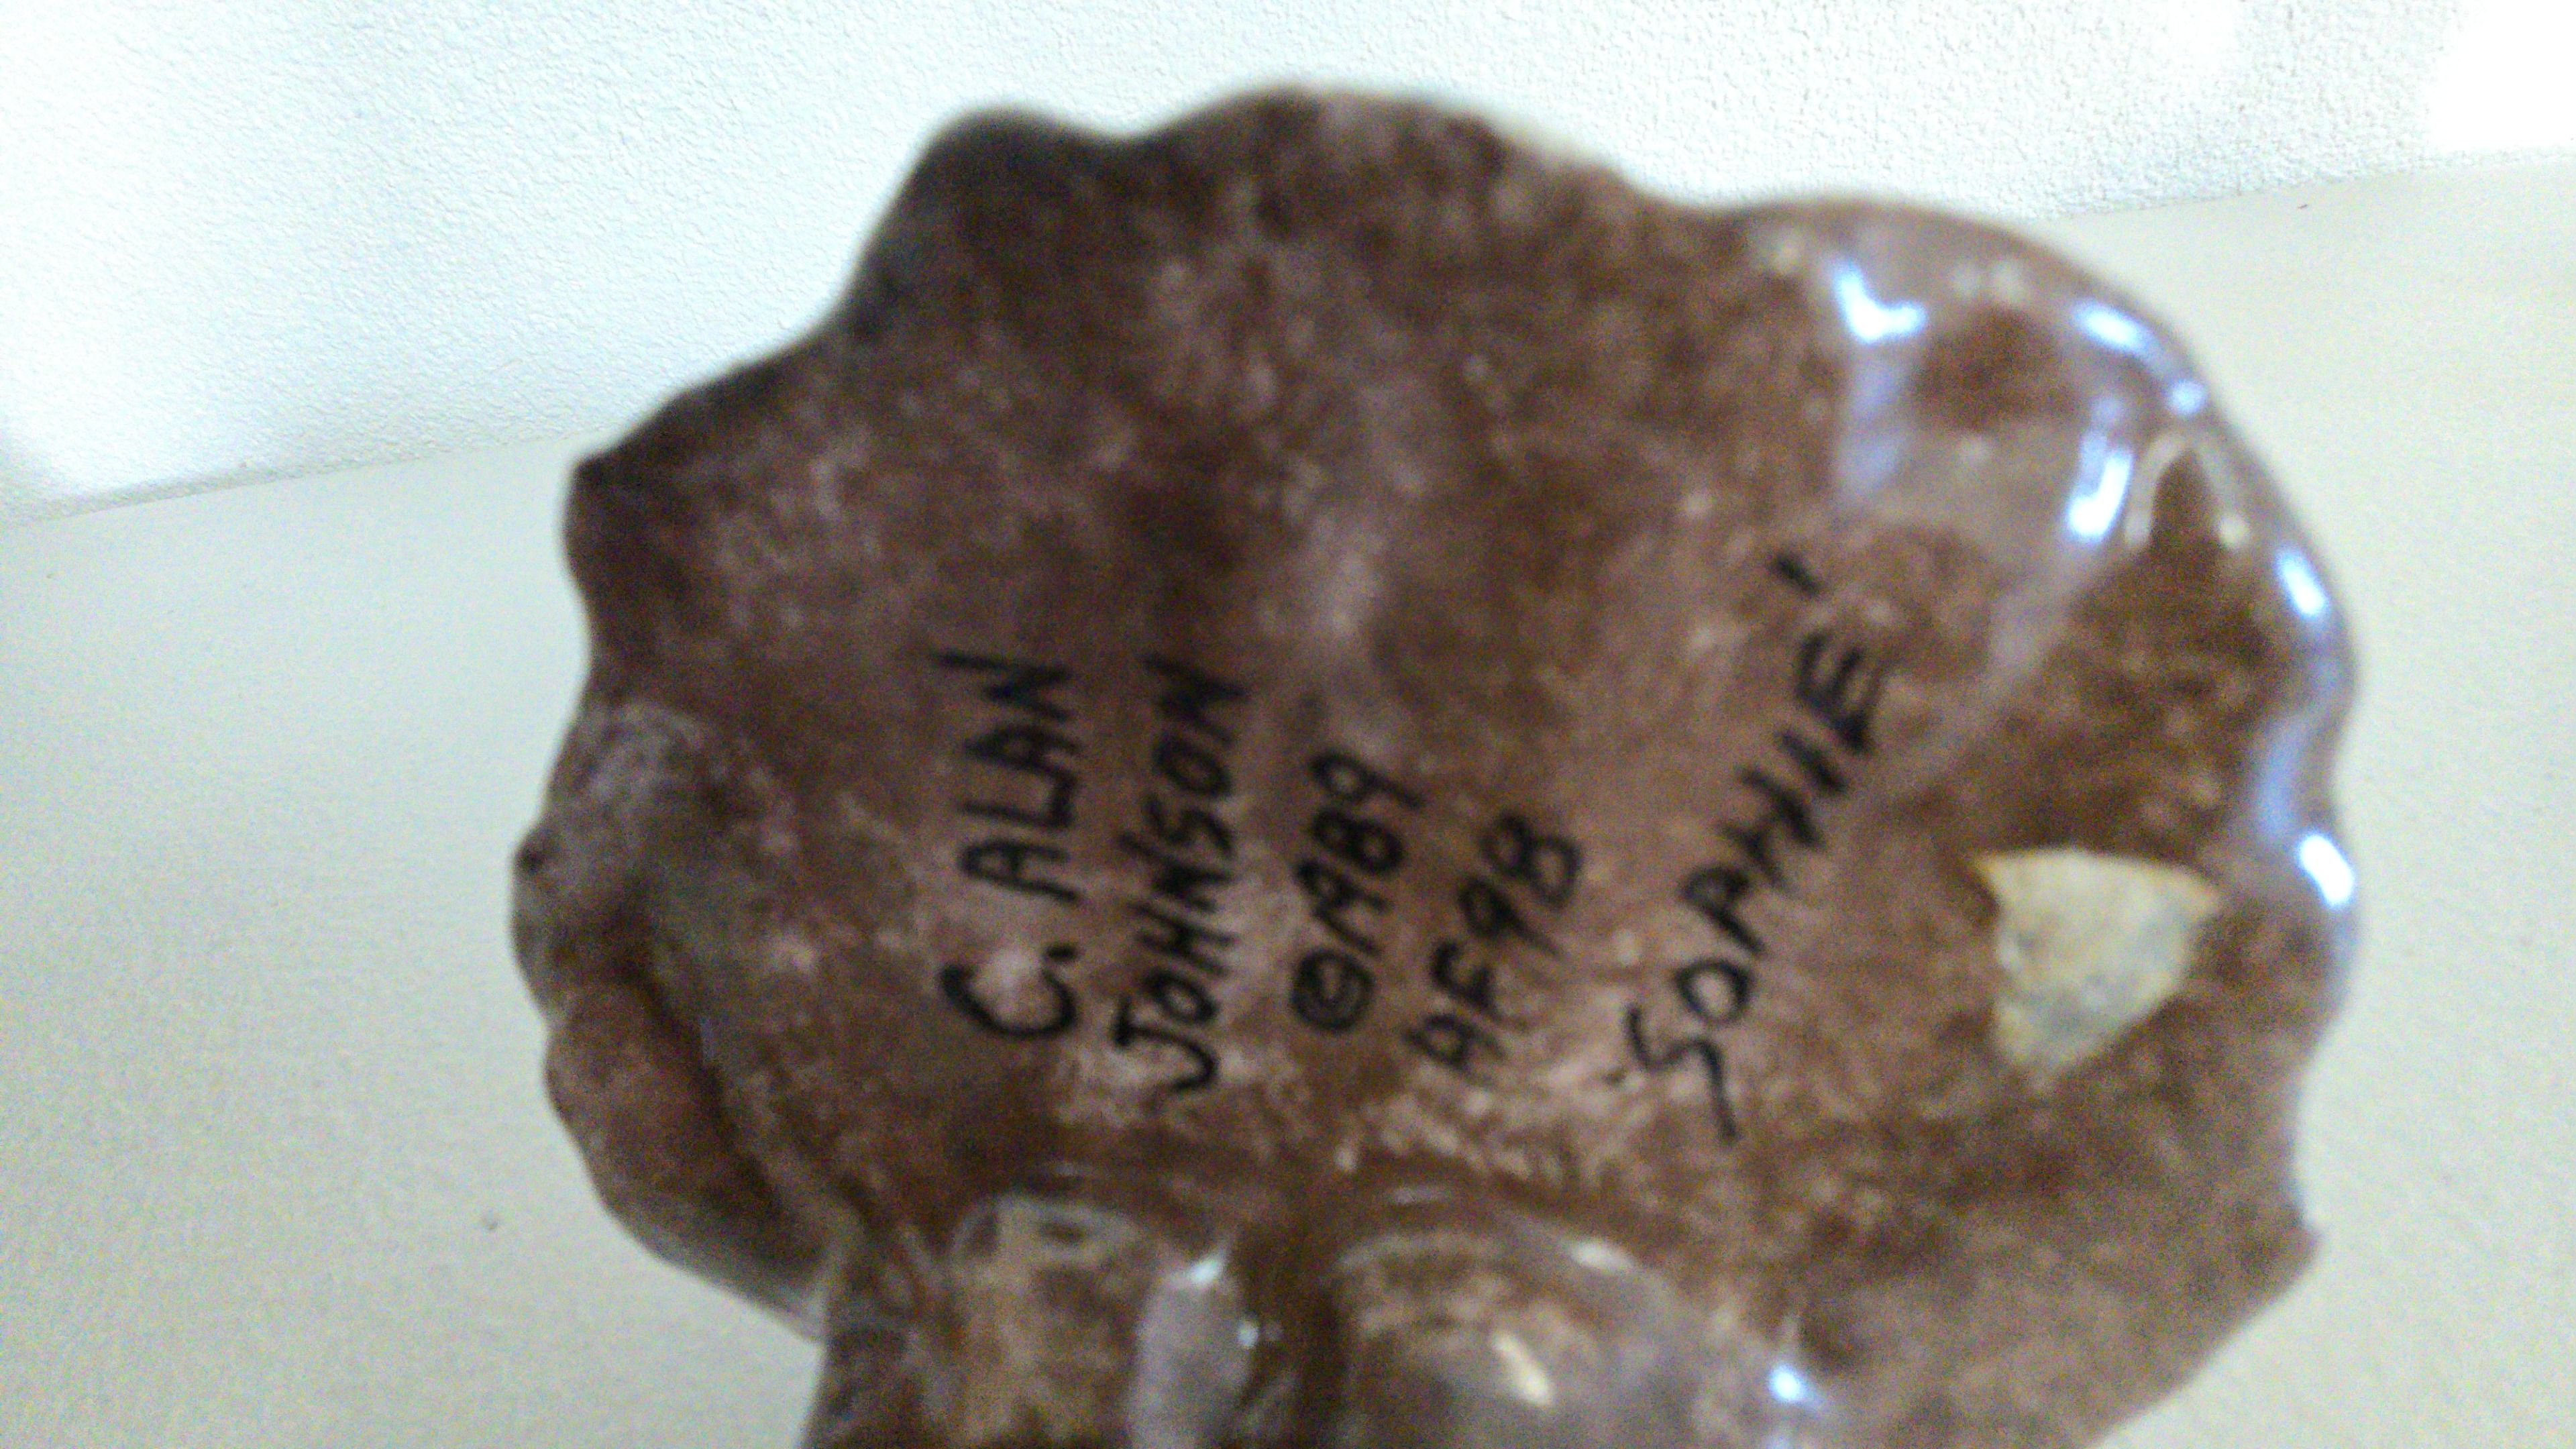 C. ALAN
JOHNSON
©1989
AF98
SOPHIE'